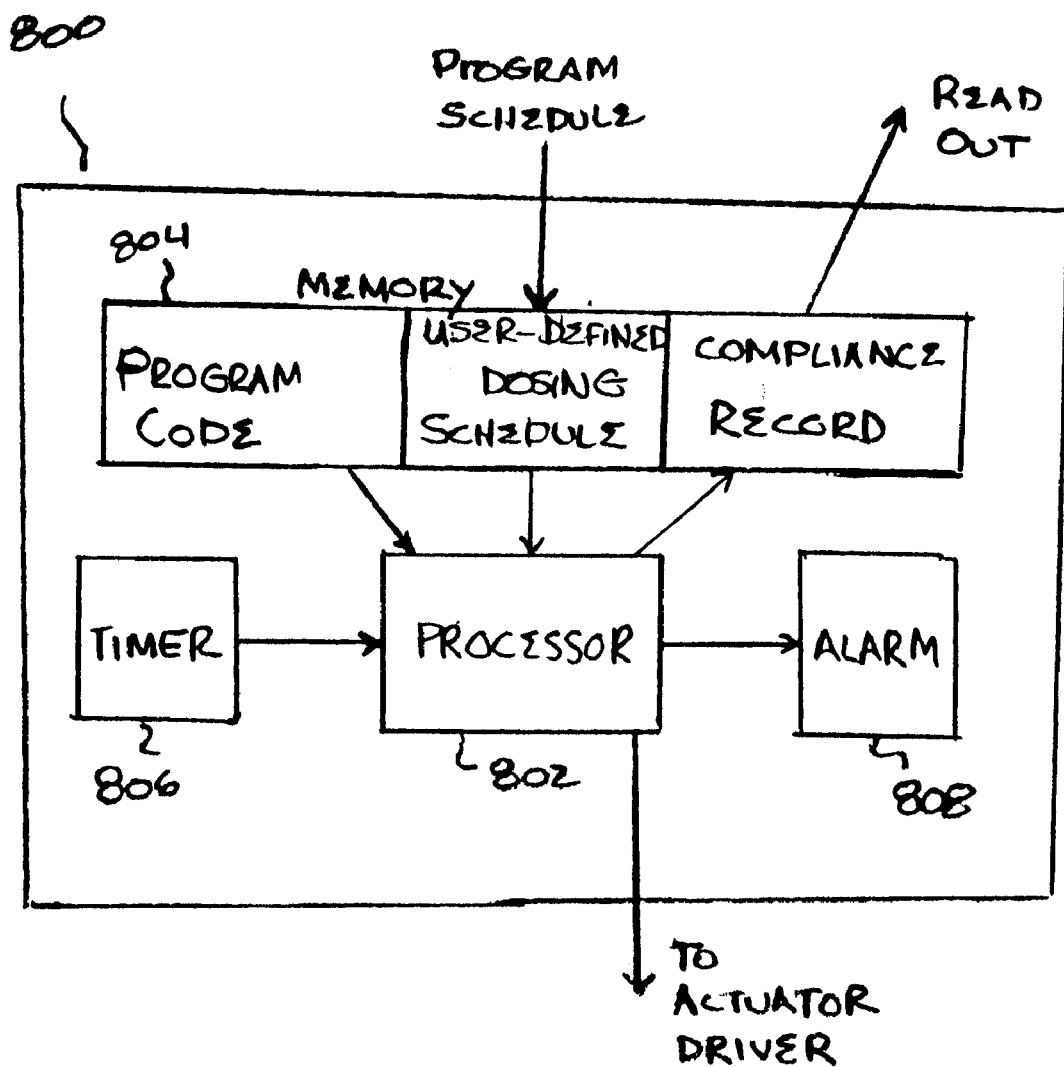 800
PROGRAM
SCHEDULE
READ
OUT
804
MEMORY
PROGRAM
CODE
USER-DEFINED
DOSING
SCHEDULE
COMPLIANCE
RECORD
TIMER
PROCESSOR
ALARM
806
802
808
TO
ACTUATOR
DRIVER